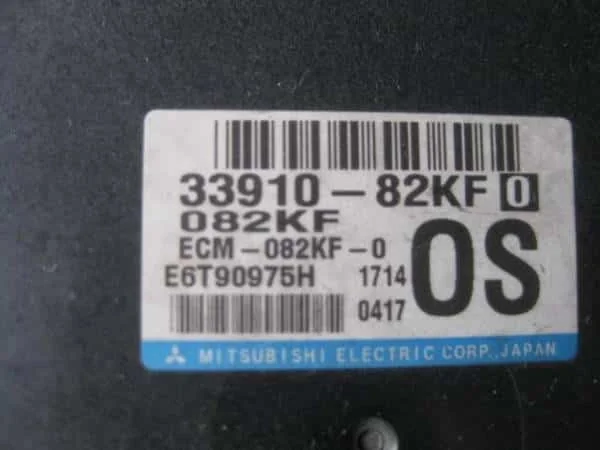 33910-82KF 0
082KF
ECM-082KF-0
E6T90975H 1714
0417
OS
MITSUBISHI ELECTRIC CORP., JAPAN